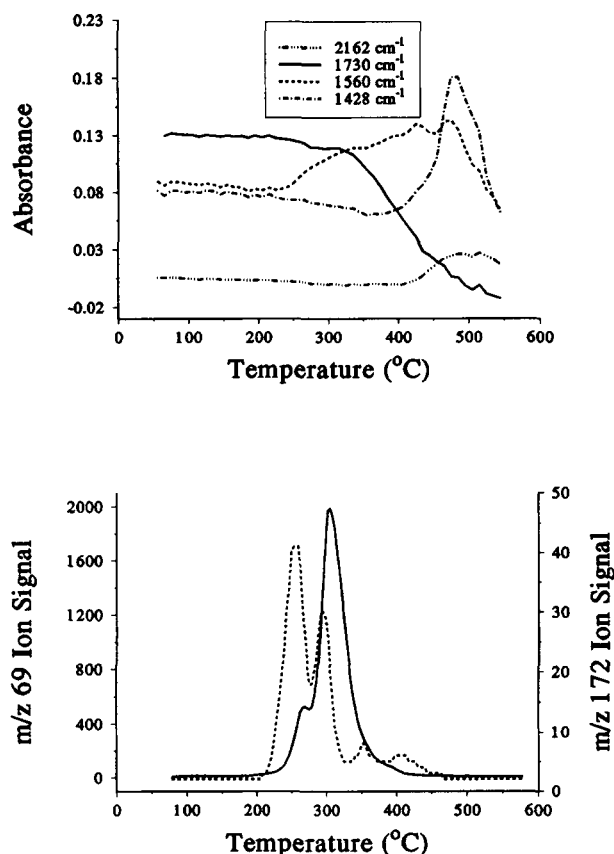 0.23
0.18
0.13
0.08
0.03
-0.02
Absorbance
2162 cm-1
1730 cm-1
1560 cm-1
1428 cm-1
0 100 200 300 400 500 600
Temperature (°C)
2000
1600
1200
800
400
0
m/z 69 Ion Signal
50
40
30
20
10
0
m/z 172 Ion Signal
0 100 200 300 400 500 600
Temperature (°C)